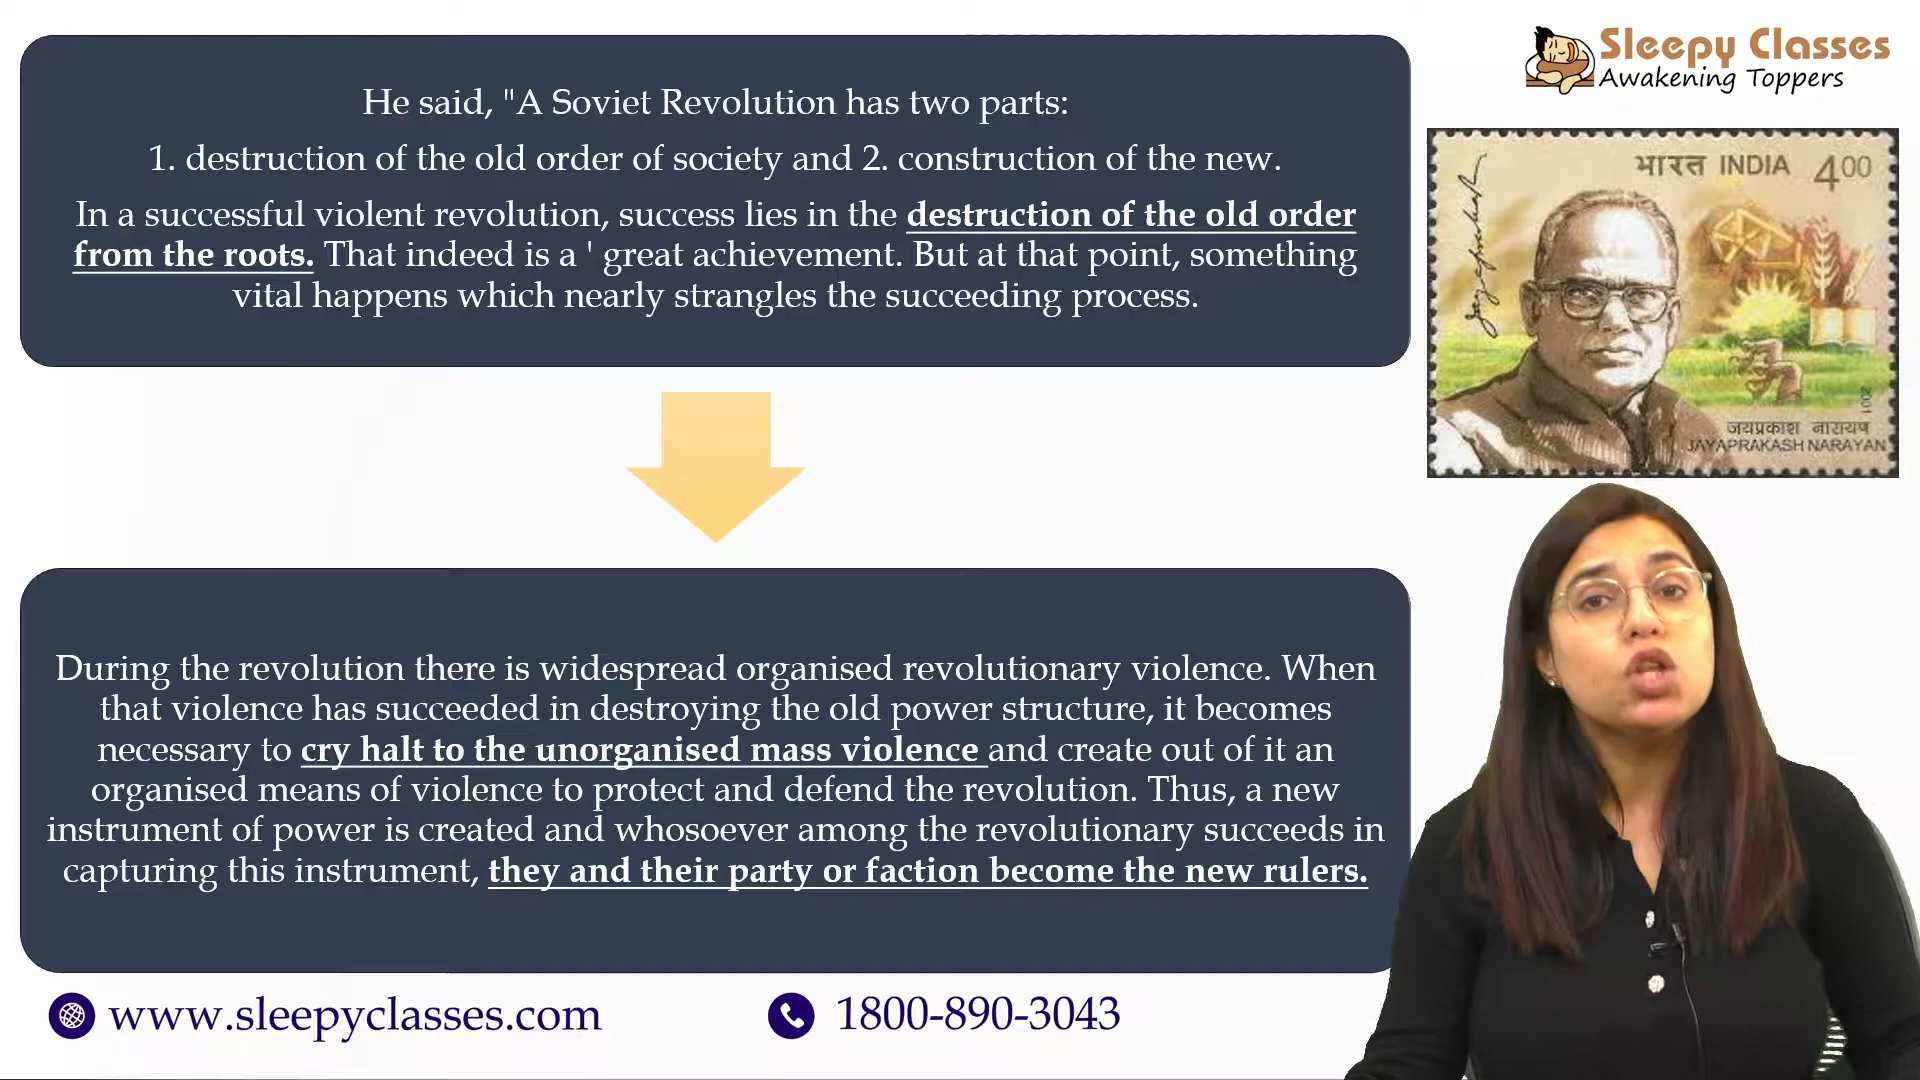 He said, "A Soviet Revolution has two parts:
1. destruction of the old order of society and 2. construction of the new.
In a successful violent revolution, success lies in the destruction of the old order
from the roots. That indeed is a ' great achievement. But at that point, something
vital happens which nearly strangles the succeeding process.
During the revolution there is widespread organised revolutionary violence. When
that violence has succeeded in destroying the old power structure, it becomes
necessary to cry halt to the unorganised mass violence and create out of it an
organised means of violence to protect and defend the revolution. Thus, a new
instrument of power is created and whosoever among the revolutionary succeeds in
capturing this instrument, they and their party or faction become the new rulers.
www.sleepyclasses.com
1800-890-3043
Sleepy Classes
Awakening Toppers
भारत INDIA 400
Jayaprakash
2001
जयप्रकाश नारायण
JAYAPRAKASH NARAYAN